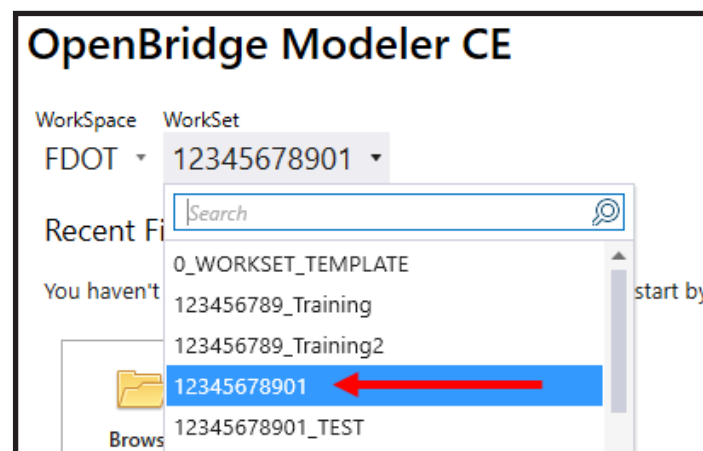 OpenBridge Modeler CE
WorkSpace WorkSet
FDOT 12345678901
Search
Recent Fi
0_WORKSET_TEMPLATE
You haven't start by
123456789_Training
123456789_Training2
12345678901
12345678901_TEST
Brows